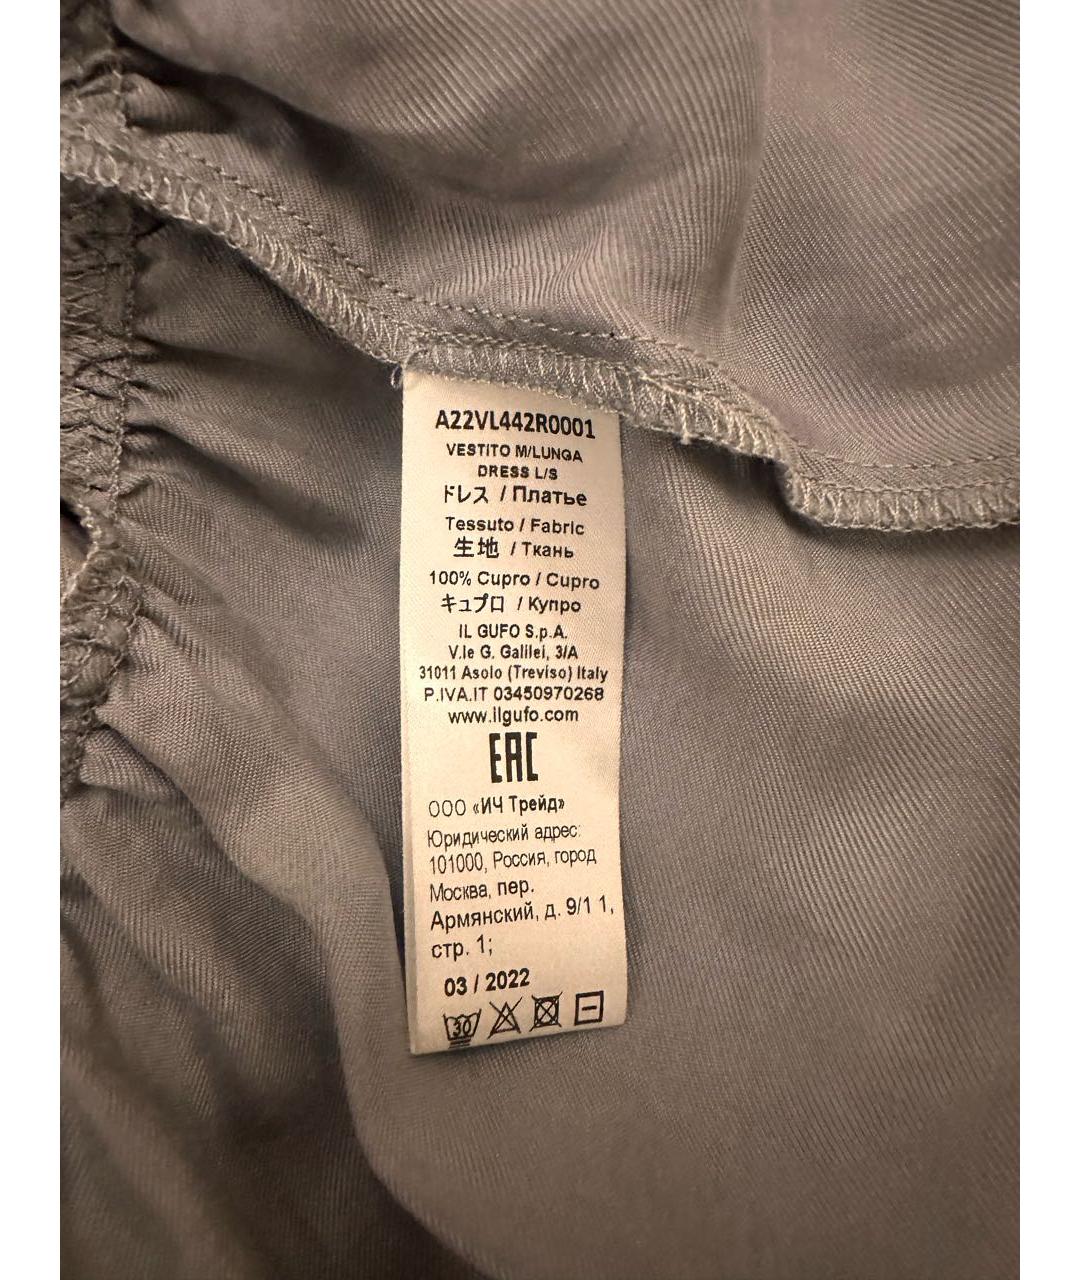 A22VL442R0001
VESTITO M/LUNGA
DRESS L/S
ドレス / Платье
Tessuto / Fabric
生地 / Ткань
100% Cupro / Cupro
キュプロ / Купро
IL GUFO S.p.A.
V.le G. Galilei, 3/A
31011 Asolo (Treviso) Italy
P.IVA.IT 03450970268
www.ilgufo.com
EAC
ООО «ИЧ Трейд»
Юридический адрес:
101000, Россия, город
Москва, пер.
Армянский, д. 9/1 1,
стр. 1;
03 / 2022
30